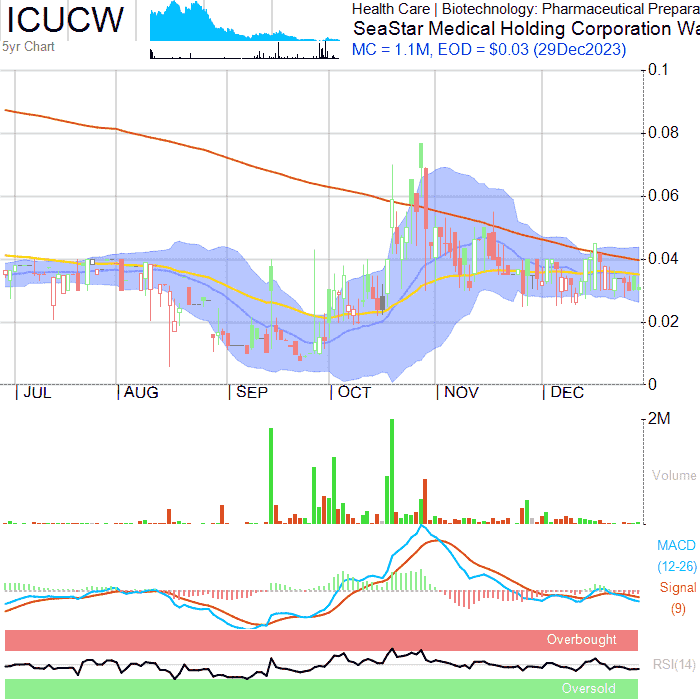 ICUCW
5yr Chart
Health Care | Biotechnology: Pharmaceutical Prepara
SeaStar Medical Holding Corporation Wa
MC = 1.1M, EOD = $0.03 (29Dec2023)
0.1
0.08
0.06
0.04
0.02
0
JUL AUG SEP OCT NOV DEC
2M
Volume
MACD
(12-26)
Signal
(9)
Overbought
RSI(14)
Oversold